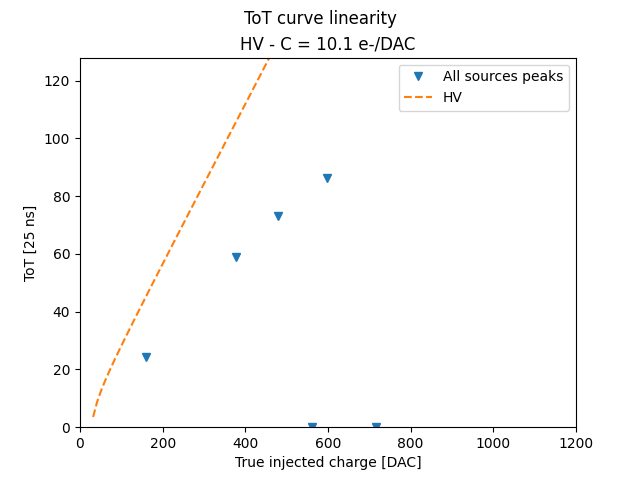 ToT curve linearity
HV - C = 10.1 e-/DAC
All sources peaks
HV
ToT [25 ns]
120
100
80
60
40
20
0
0 200 400 600 800 1000 1200
True injected charge [DAC]